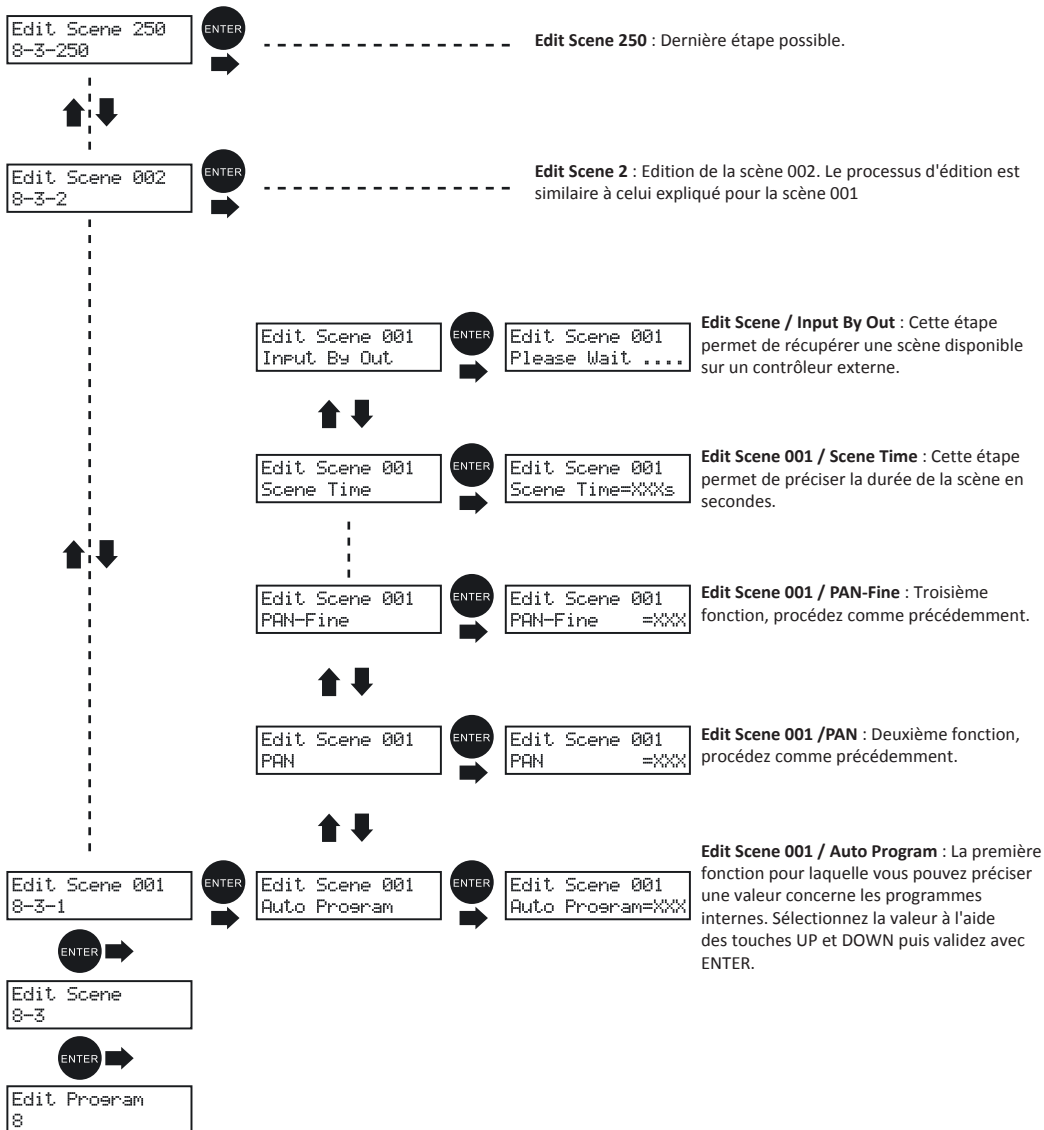 Edit Scene 250
8-3-250
ENTER
Edit Scene 250 : Dernière étape possible.
Edit Scene 002
8-3-2
ENTER
Edit Scene 2 : Edition de la scène 002. Le processus d'édition est
similaire à celui expliqué pour la scène 001
Edit Scene 001
Input By Out
ENTER
Edit Scene 001
Please Wait ....
Edit Scene / Input By Out : Cette étape
permet de récupérer une scène disponible
sur un contrôleur externe.
Edit Scene 001
Scene Time
ENTER
Edit Scene 001
Scene Time=XXXs
Edit Scene 001 / Scene Time : Cette étape
permet de préciser la durée de la scène en
secondes.
Edit Scene 001
PAN-Fine
ENTER
Edit Scene 001
PAN-Fine =XXX
Edit Scene 001 / PAN-Fine : Troisième
fonction, procédez comme précédemment.
Edit Scene 001
PAN
ENTER
Edit Scene 001
PAN =XXX
Edit Scene 001 /PAN : Deuxième fonction,
procédez comme précédemment.
Edit Scene 001
8-3-1
ENTER
Edit Scene 001
Auto Program
ENTER
Edit Scene 001
Auto Program=XXX
Edit Scene 001 / Auto Program : La première
fonction pour laquelle vous pouvez préciser
une valeur concerne les programmes
internes. Sélectionnez la valeur à l'aide
des touches UP et DOWN puis validez avec
ENTER.
ENTER
Edit Scene
8-3
ENTER
Edit Program
8